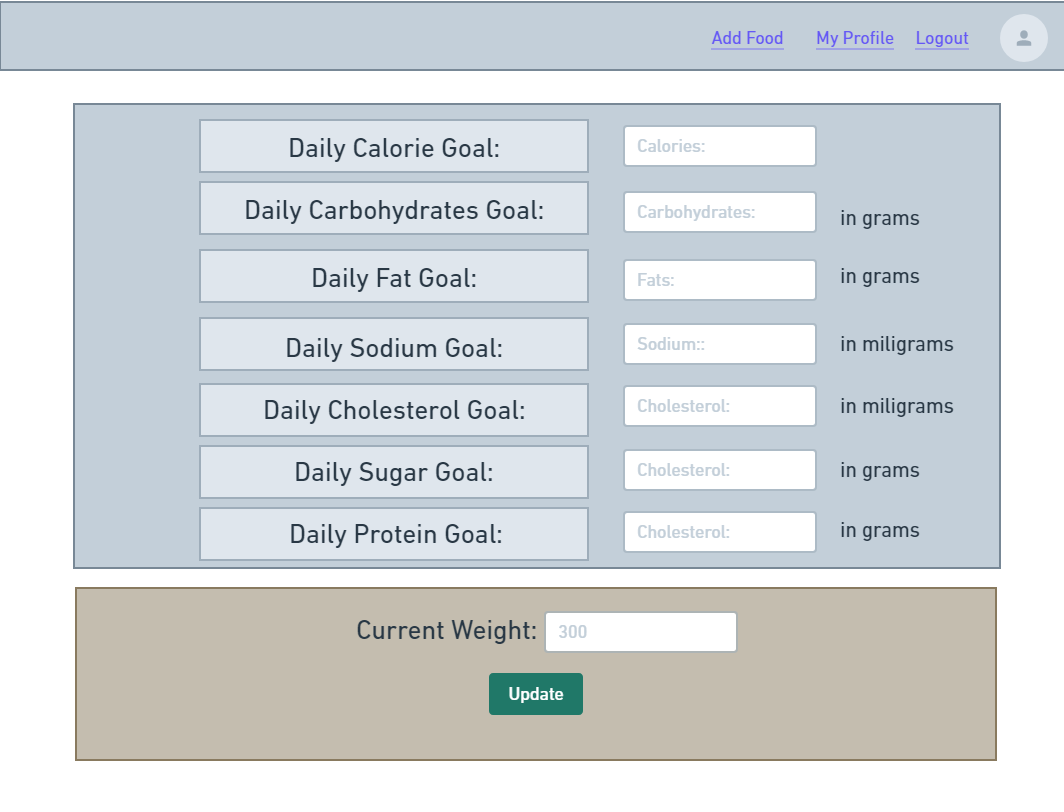 Add Food My Profile Logout
Daily Calorie Goal: Calories:
Daily Carbohydrates Goal: Carbohydrates: in grams
Daily Fat Goal: Fats: in grams
Daily Sodium Goal: Sodium:: in miligrams
Daily Cholesterol Goal: Cholesterol: in miligrams
Daily Sugar Goal: Cholesterol: in grams
Daily Protein Goal: Cholesterol: in grams
Current Weight: 300
Update